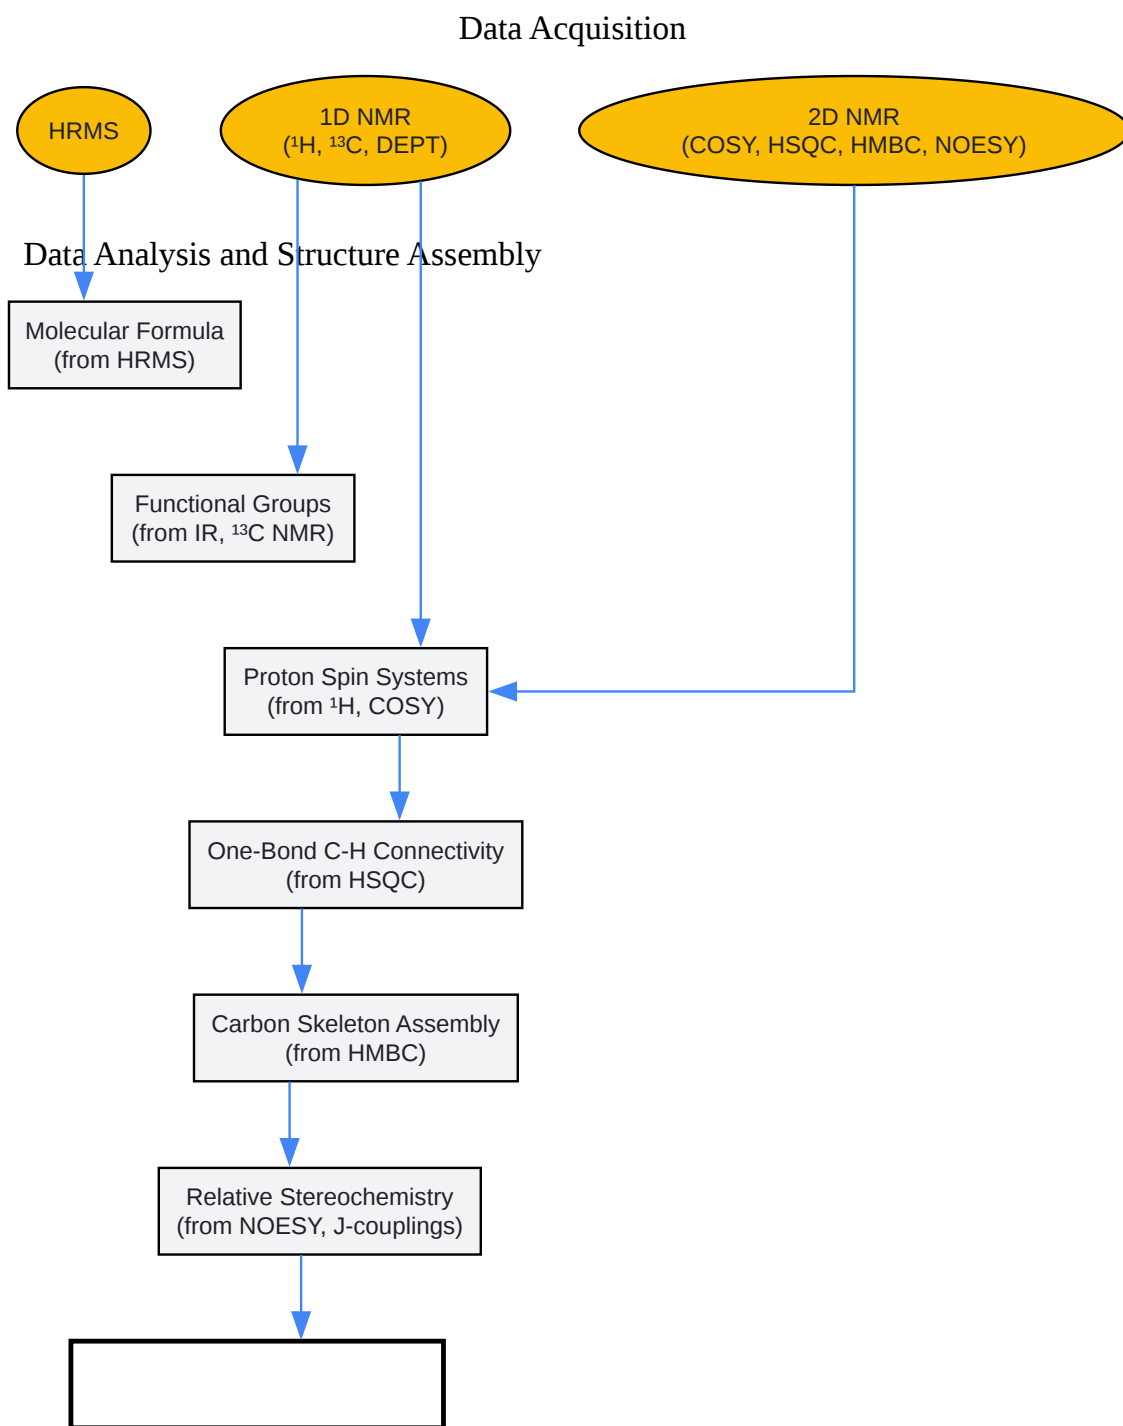 Data Acquisition
HRMS
1D NMR
(¹H, ¹³C, DEPT)
2D NMR
(COSY, HSQC, HMBC, NOESY)
Data Analysis and Structure Assembly
Molecular Formula
(from HRMS)
Functional Groups
(from IR, ¹³C NMR)
Proton Spin Systems
(from ¹H, COSY)
One-Bond C-H Connectivity
(from HSQC)
Carbon Skeleton Assembly
(from HMBC)
Relative Stereochemistry
(from NOESY, J-couplings)